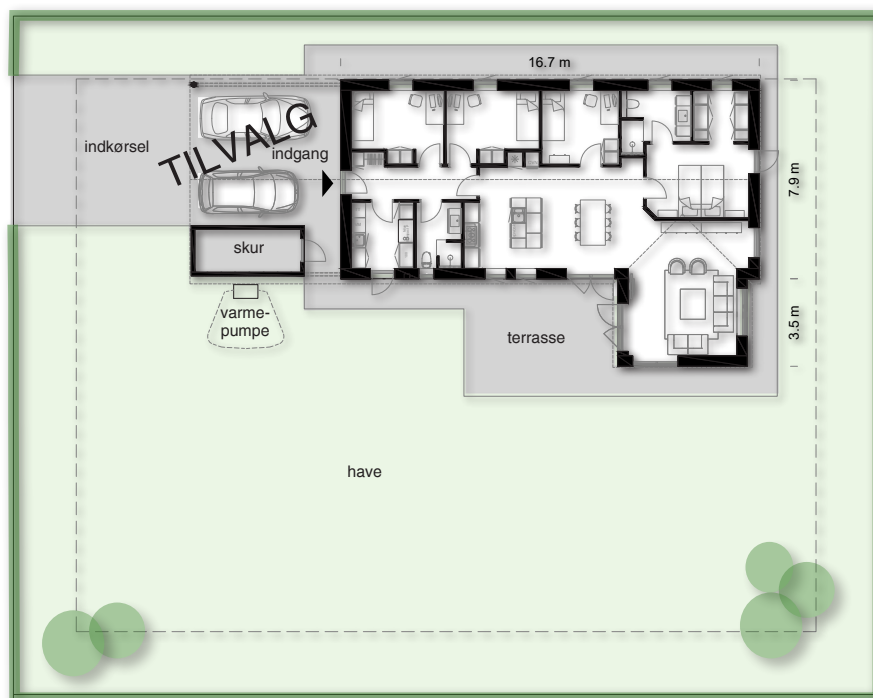 16.7 m
indkørsel
TILVALG
indgang
7.9 m
skur
varme-
pumpe
terrasse
3.5 m
have